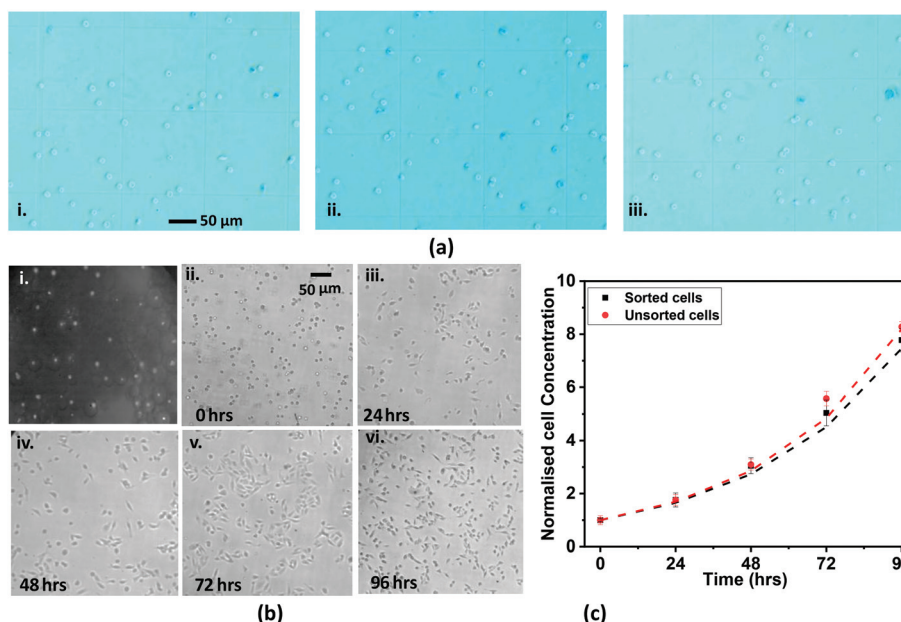 i.
50 µm
ii.
iii.
(a)
i.
ii.
50 µm
0 hrs
iii.
24 hrs
iv.
48 hrs
v.
72 hrs
vi.
96 hrs
(b)
Normalised cell Concentration
10
8
6
4
2
0
Sorted cells
Unsorted cells
0 24 48 72 9
Time (hrs)
(c)